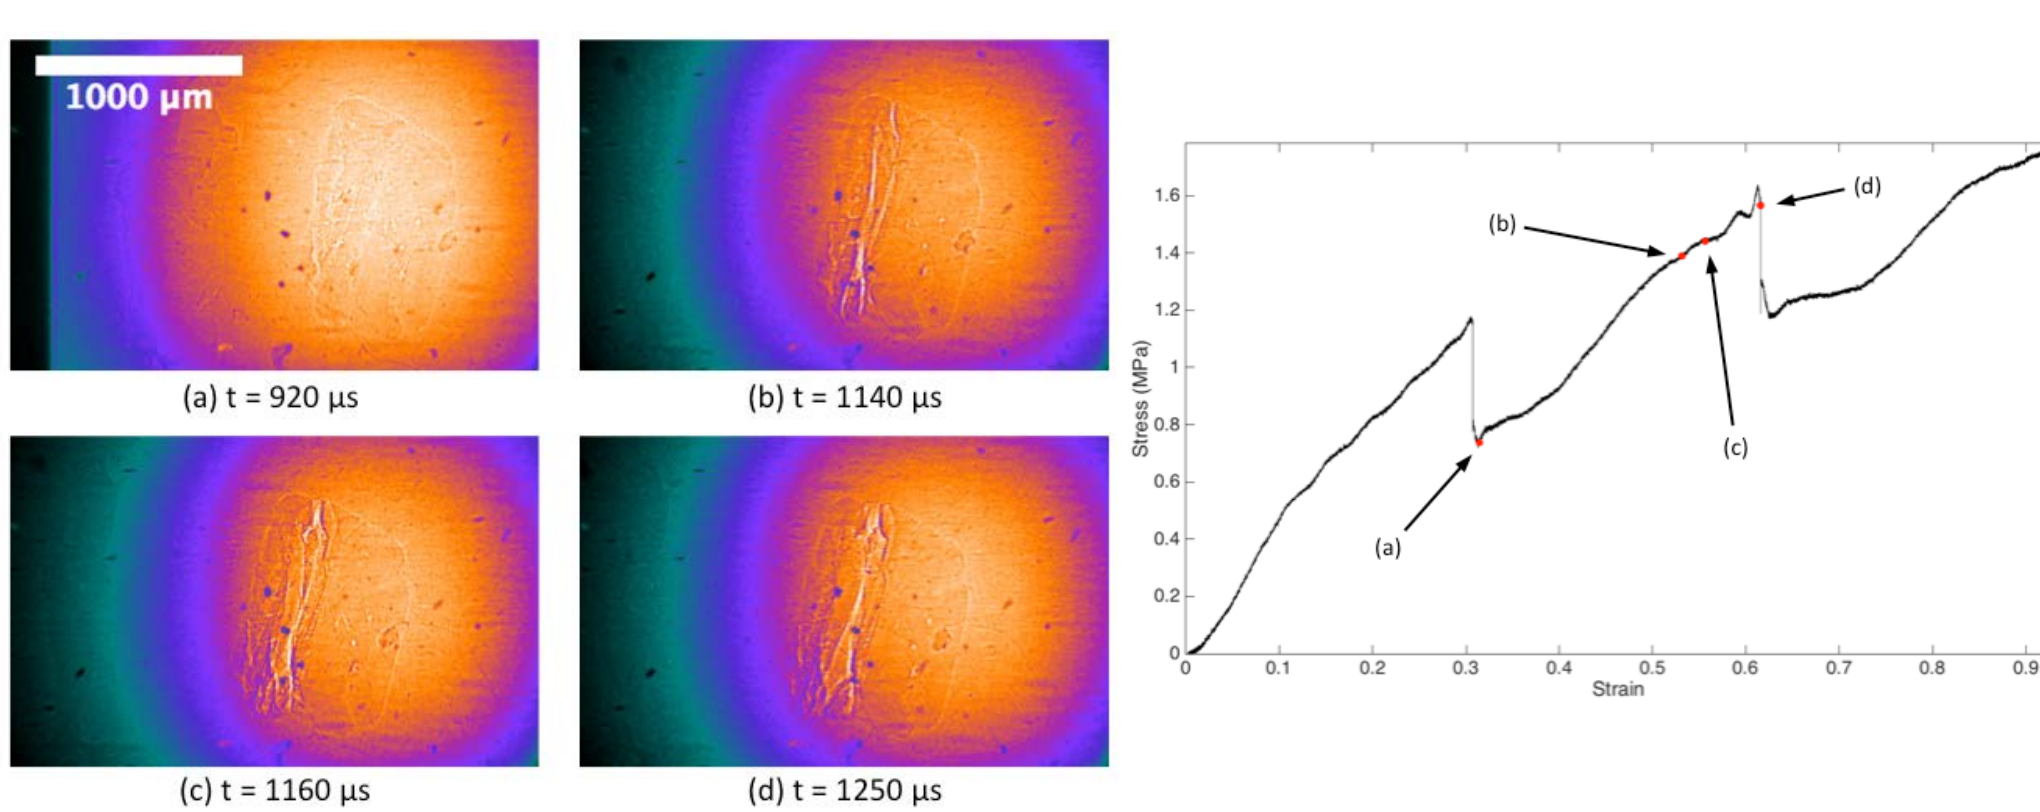 1000 μm
(a) t = 920 μs
(b) t = 1140 μs
(c) t = 1160 μs
(d) t = 1250 μs
Stress (MPa)
1.6
1.4
1.2
1
0.8
0.6
0.4
0.2
0
0
0.1
0.2
0.3
0.4
0.5
0.6
0.7
0.8
0.9
Strain
(a)
(b)
(c)
(d)